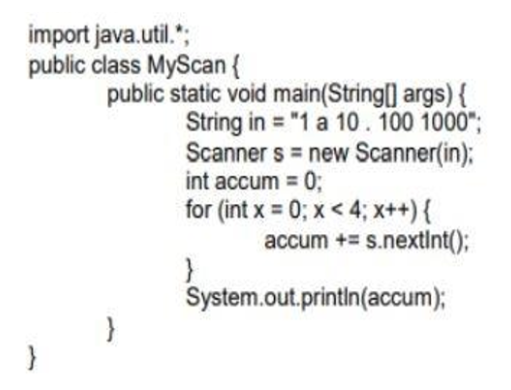 import java.util.*;
public class MyScan {
public static void main(String[] args) {
String in = "1 a 10 . 100 1000";
Scanner s = new Scanner(in);
int accum = 0;
for (int x = 0; x < 4; x++) {
accum += s.nextInt();
}
System.out.println(accum);
}
}